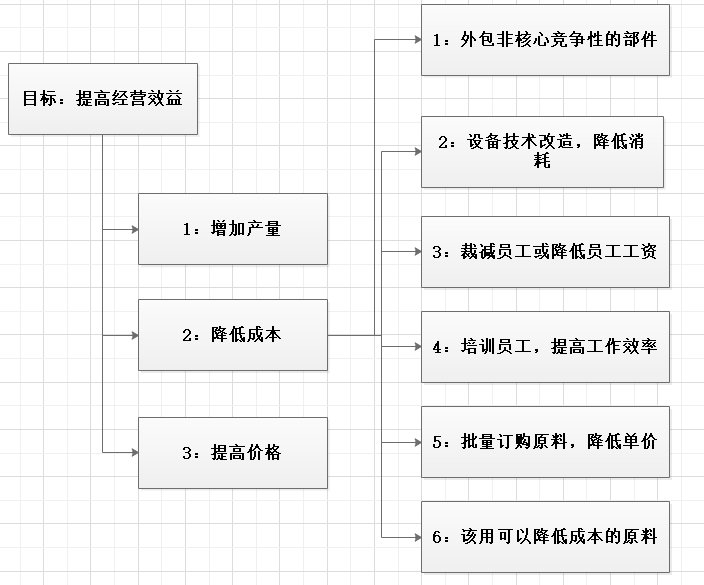 目标：提高经营效益
1：增加产量
2：降低成本
3：提高价格
1：外包非核心竞争性的部件
2：设备技术改造，降低消
耗
3：裁减员工或降低员工工资
4：培训员工，提高工作效率
5：批量订购原料，降低单价
6：该用可以降低成本的原料